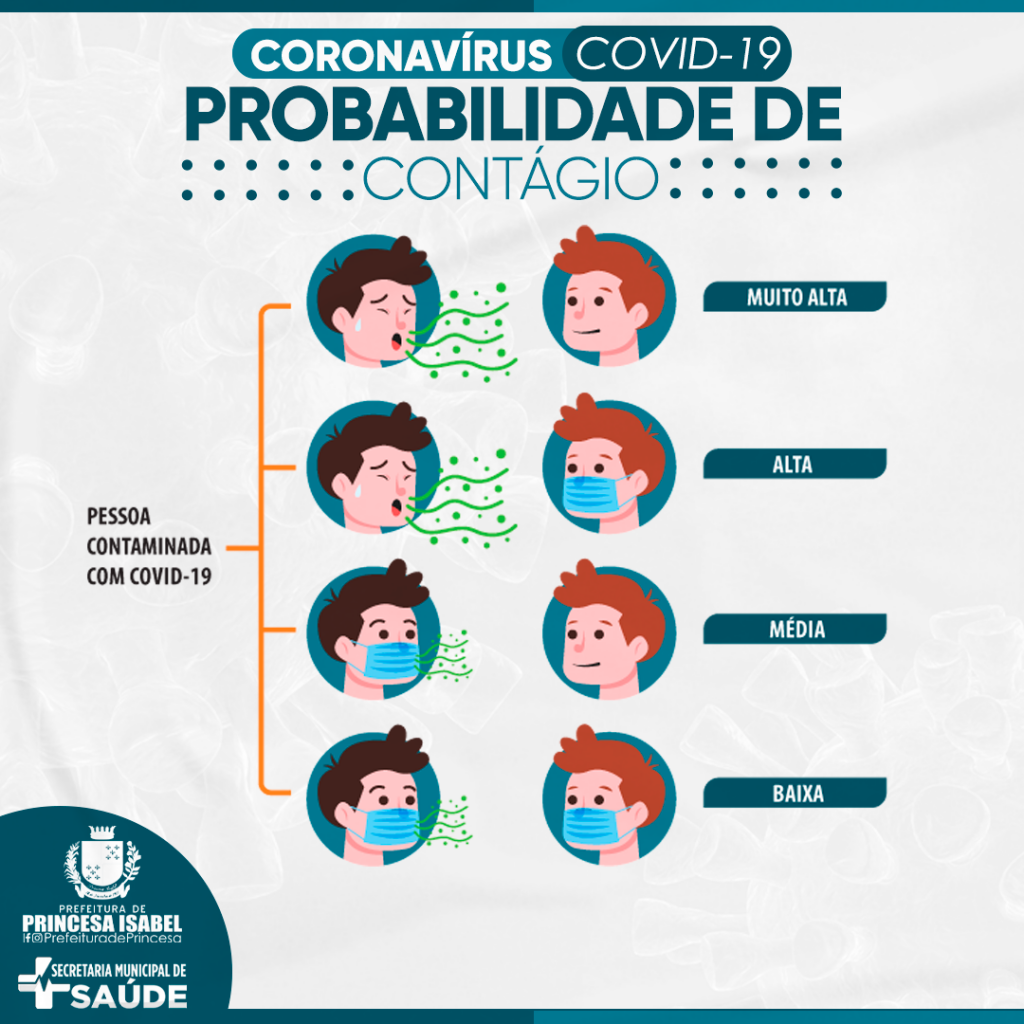 CORONAVÍRUS COVID-19
PROBABILIDADE DE
CONTÁGIO
MUITO ALTA
ALTA
PESSOA
CONTAMINADA
COM COVID-19
MÉDIA
BAIXA
PREFEITURA DE
PRINCESA ISABEL
PrefeituradePrincesa
SECRETARIA MUNICIPAL DE
SAÚDE